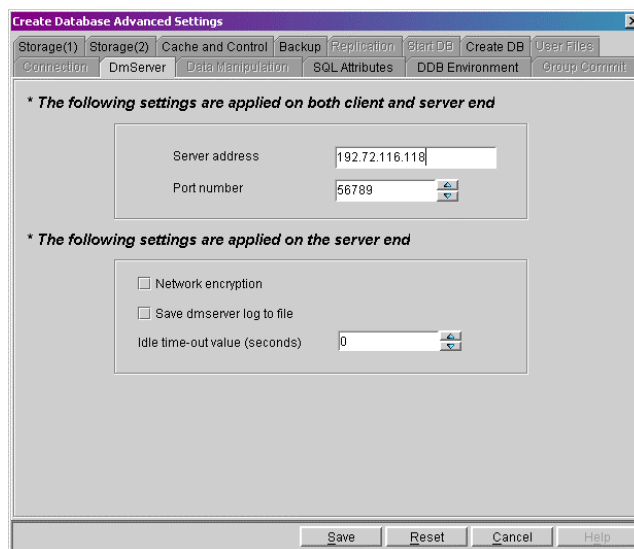 Create Database Advanced Settings
Storage(1) Storage(2) Cache and Control Backup Replication Start DB Create DB User Files
Connection DmServer Data Manipulation SQL Attributes DDB Environment Group Commit
* The following settings are applied on both client and server end
Server address 192.72.116.118
Port number 56789
* The following settings are applied on the server end
Network encryption
Save dmserver log to file
Idle time-out value (seconds) 0
Save Reset Cancel Help